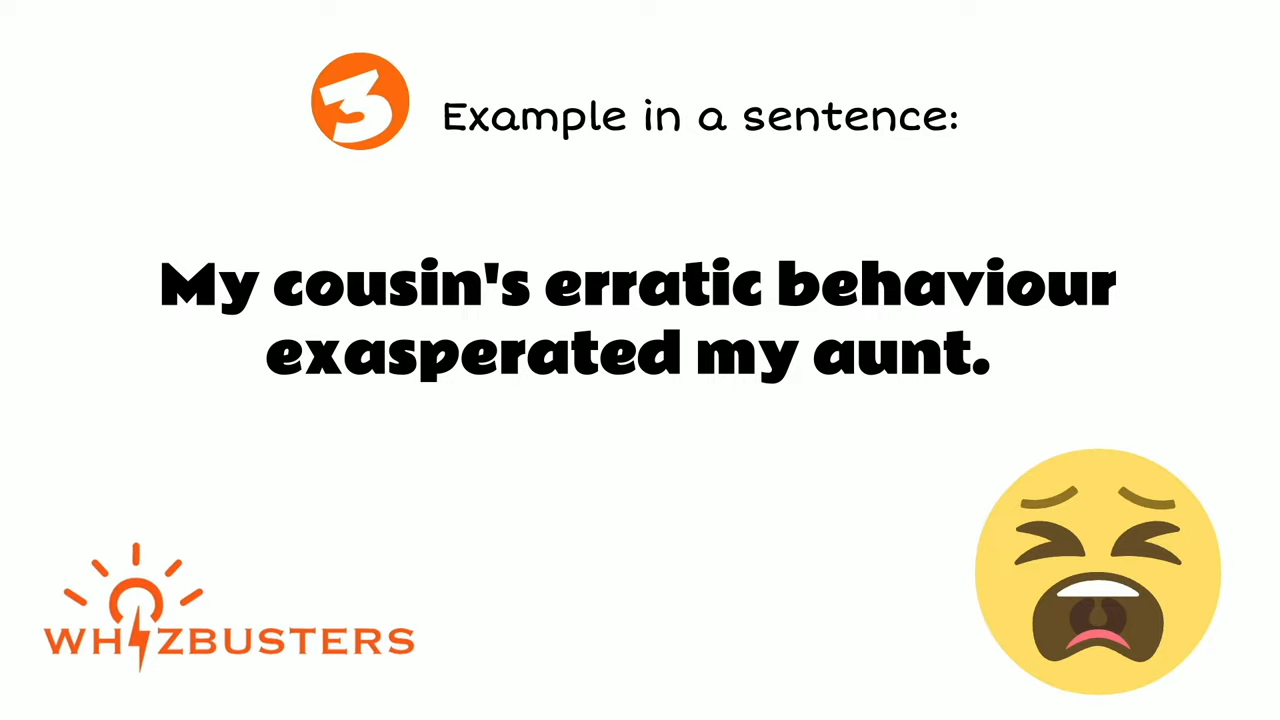 3 Example in a sentence:
My cousin's erratic behaviour
exasperated my aunt.
WHIZBUSTERS